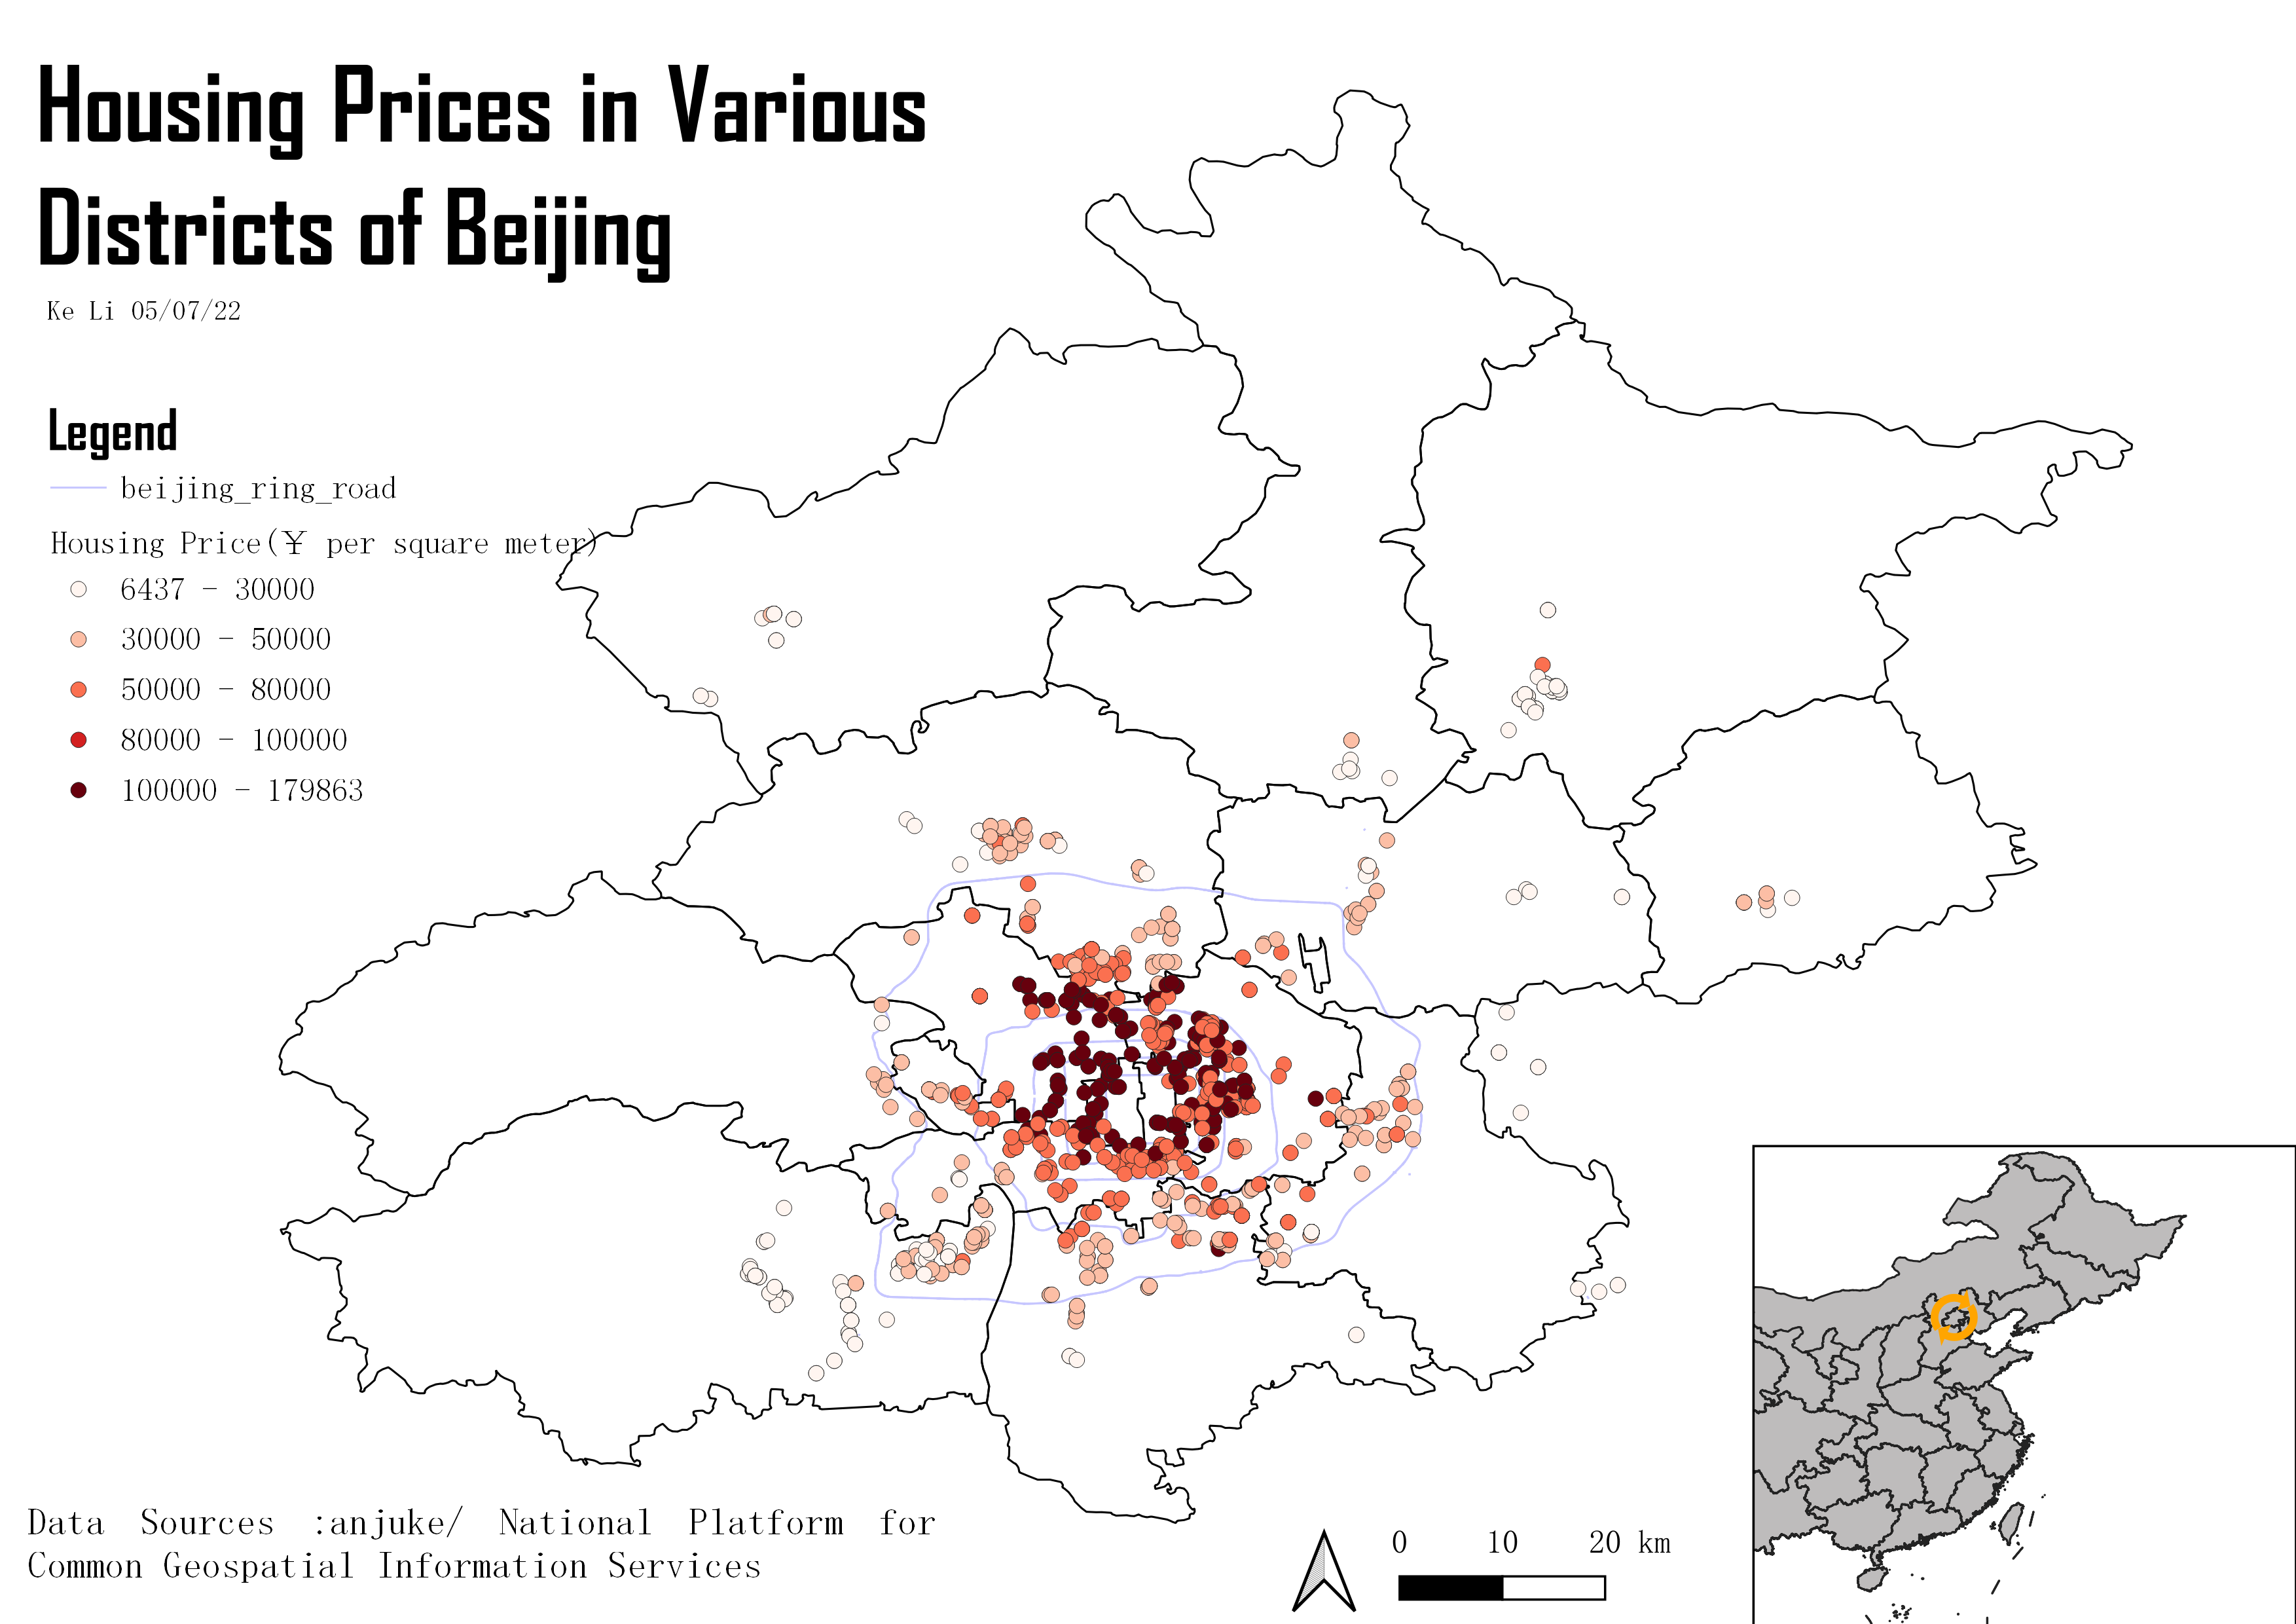 Housing Prices in Various
Districts of Beijing
Ke Li 05/07/22
Legend
beijing_ring_road
Housing Price(¥ per square meter)
6437 - 30000
30000 - 50000
50000 - 80000
80000 - 100000
100000 - 179863
Data Sources :anjuke/ National Platform for
Common Geospatial Information Services
0 10 20 km